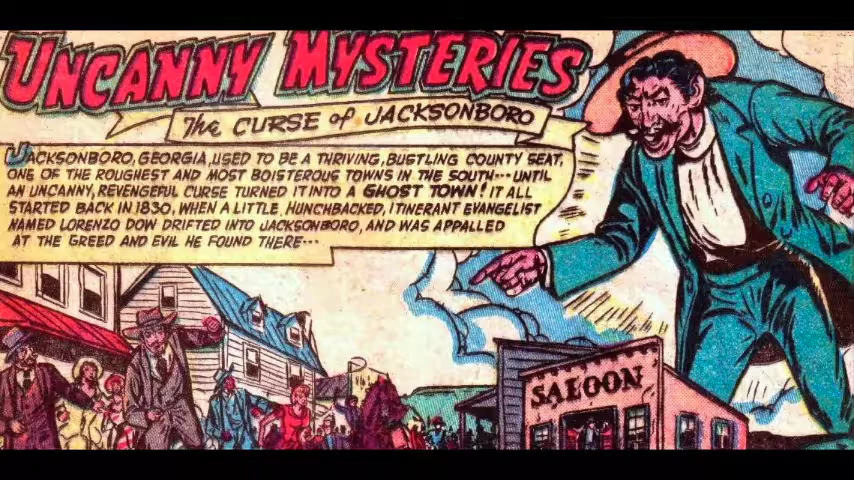 UNCANNY MYSTERIES
The CURSE of JACKSONBORO
JACKSONBORO, GEORGIA, USED TO BE A THRIVING, BUSTLING COUNTY SEAT,
ONE OF THE ROUGHEST AND MOST BOISTEROUS TOWNS IN THE SOUTH--- UNTIL
AN UNCANNY, REVENGEFUL CURSE TURNED IT INTO A GHOST TOWN! IT ALL
STARTED BACK IN 1830, WHEN A LITTLE, HUNCHBACKED, ITINERANT EVANGELIST
NAMED LORENZO DOW DRIFTED INTO JACKSONBORO, AND WAS APPALLED
AT THE GREED AND EVIL HE FOUND THERE---
SALOON